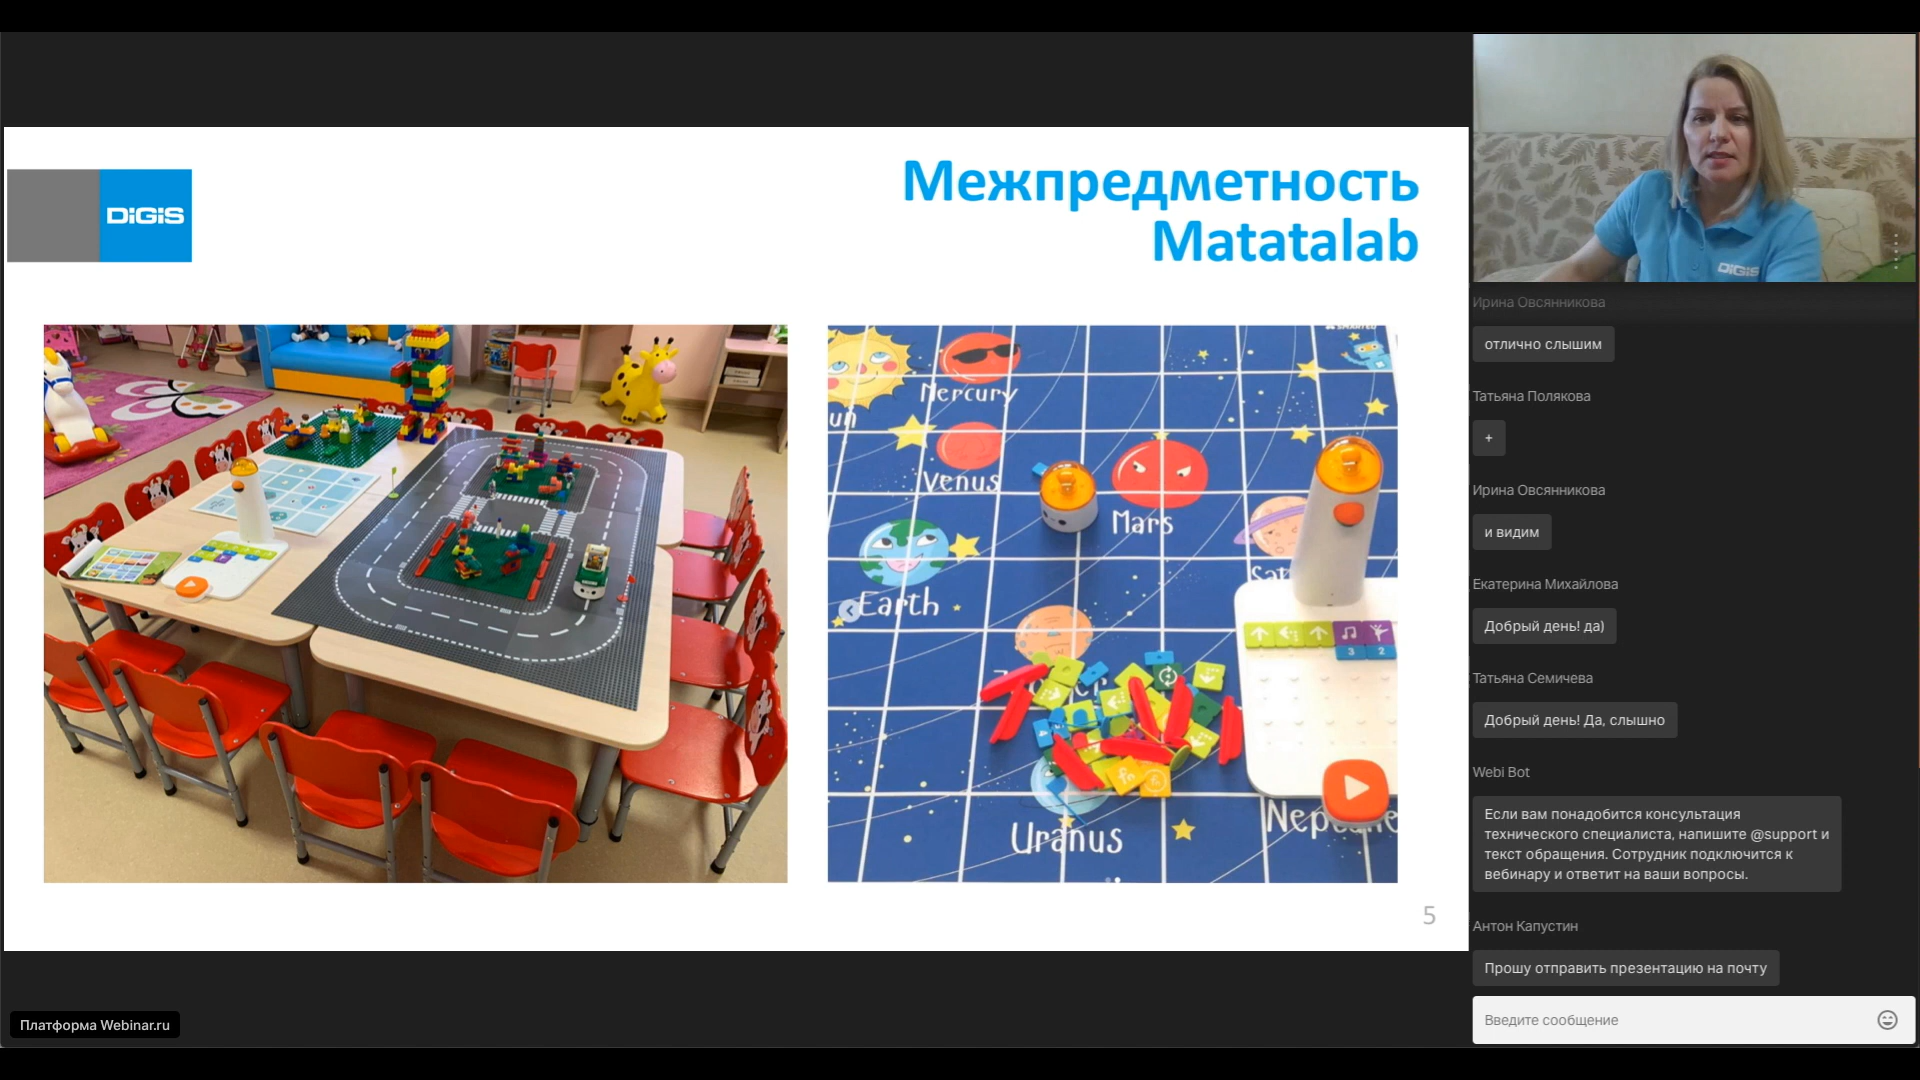 DiGiS
Межпредметность
Matatalab
Mercury
Venus
Mars
Earth
Uranus
3 2
5
Платформа Webinar.ru
DiGiS
Ирина Овсянникова
отлично слышим
Татьяна Полякова
+
Ирина Овсянникова
и видим
Екатерина Михайлова
Добрый день! да)
Татьяна Семичева
Добрый день! Да, слышно
Webi Bot
Если вам понадобится консультация
технического специалиста, напишите @support и
текст обращения. Сотрудник подключится к
вебинару и ответит на ваши вопросы.
Антон Капустин
Прошу отправить презентацию на почту
Введите сообщение